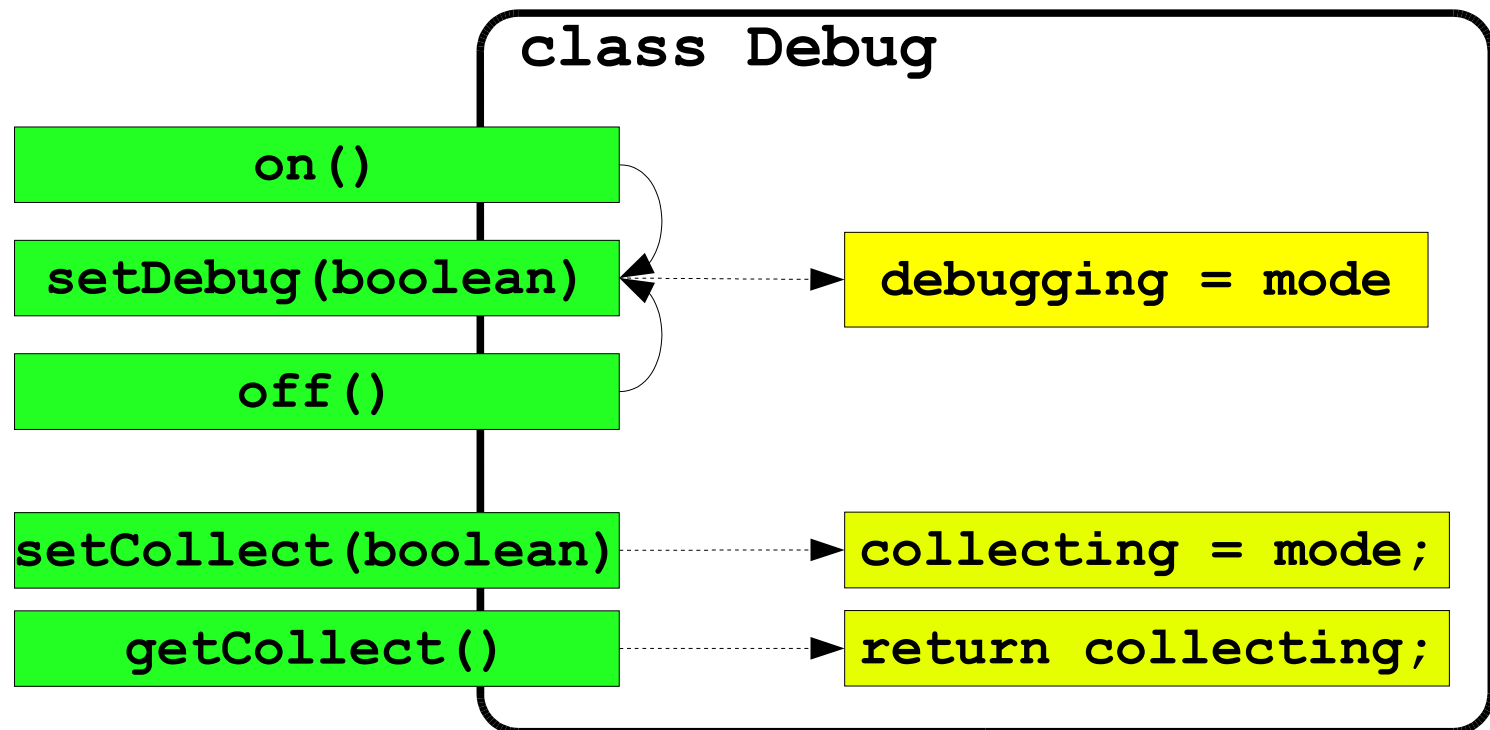 class Debug
on()
setDebug(boolean)
debugging = mode
off()
setCollect(boolean)
collecting = mode;
getCollect()
return collecting;